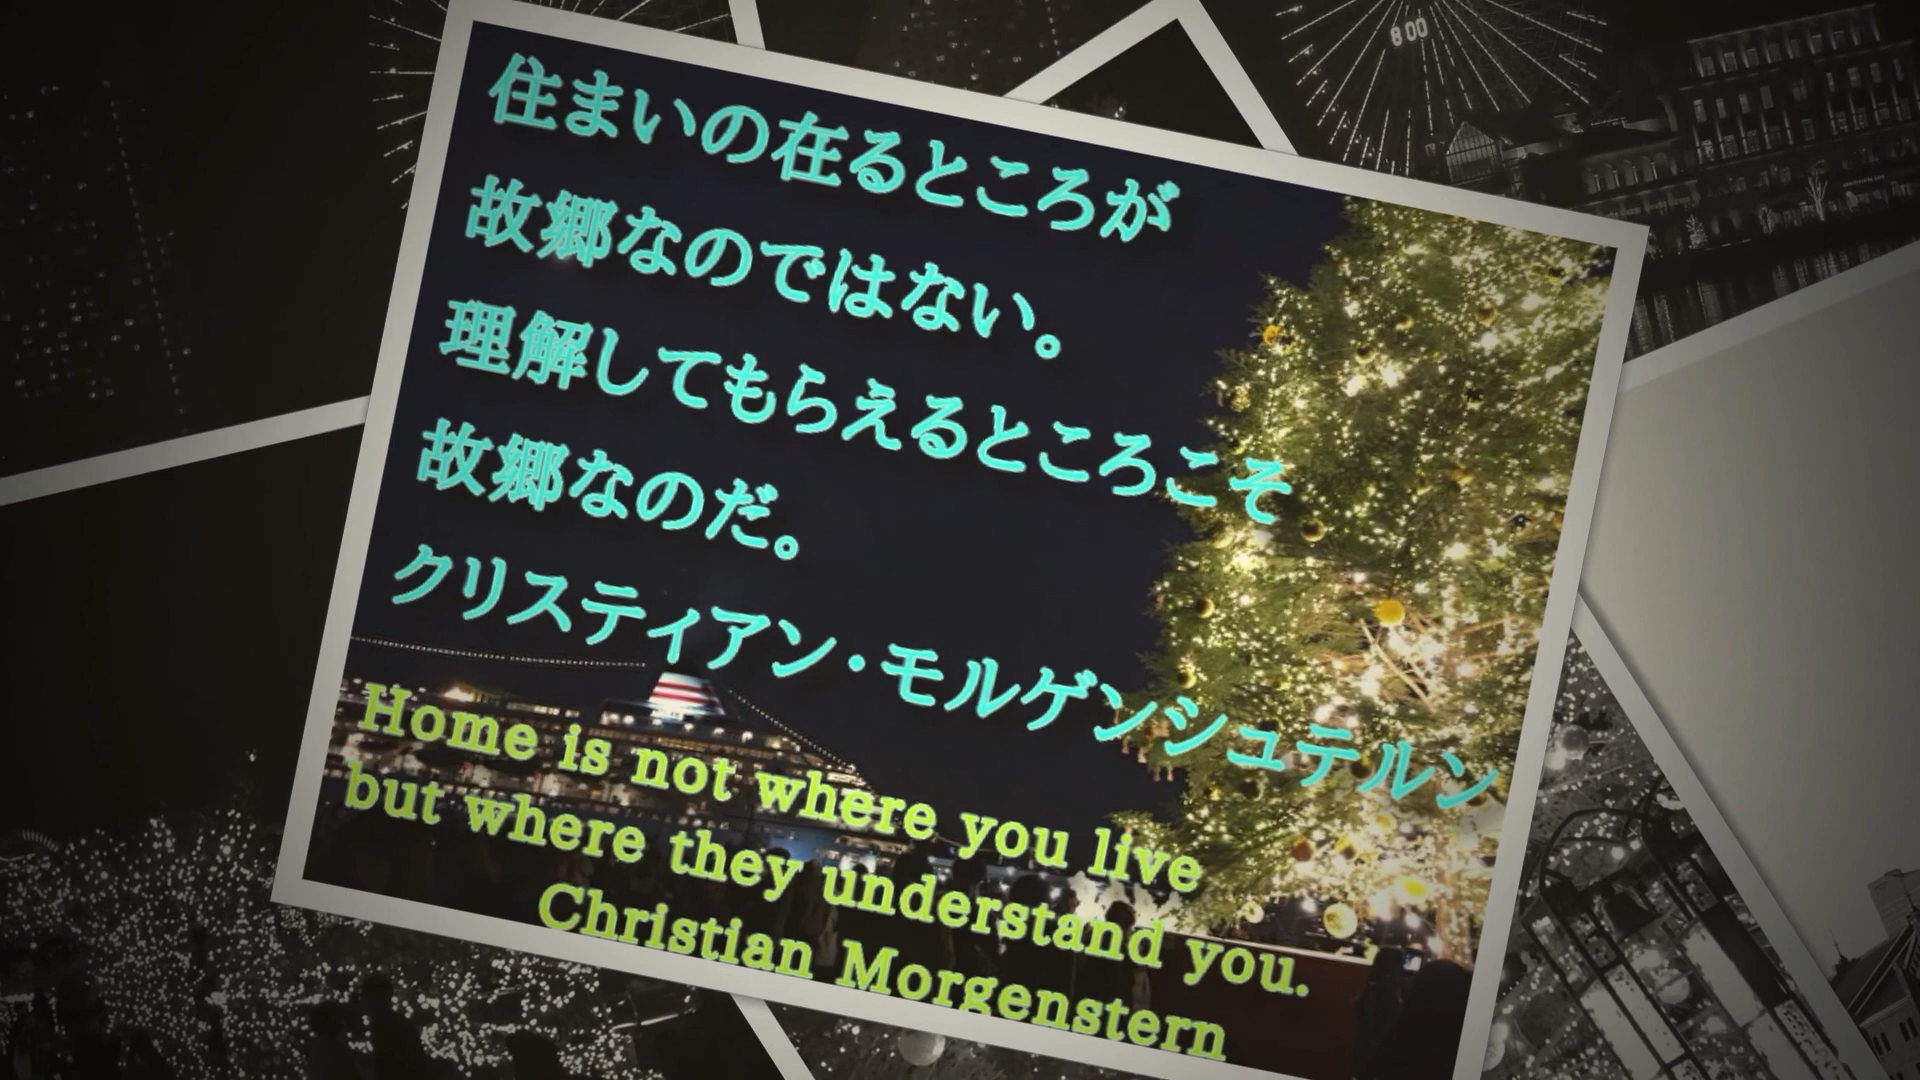 8:00
住まいの在るところが
故郷なのではない。
理解してもらえるところこそ
故郷なのだ。
クリスティアン・モルゲンシュテルン
Home is not where you live
but where they understand you.
Christian Morgenstern